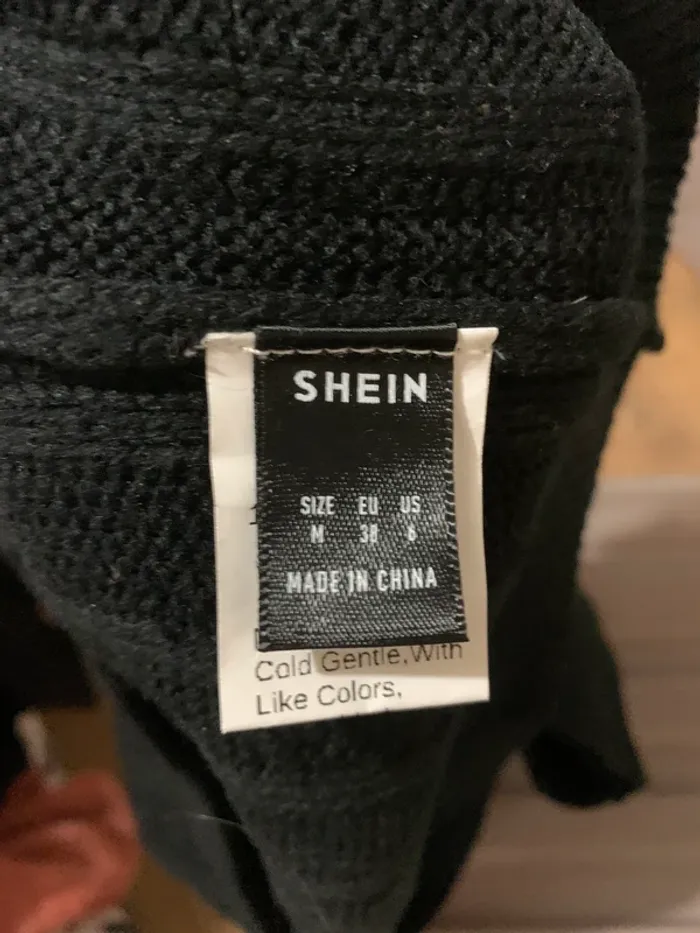 SHEIN
SIZE EU US
M 38 6
MADE IN CHINA
Cold Gentle, With
Like Colors,